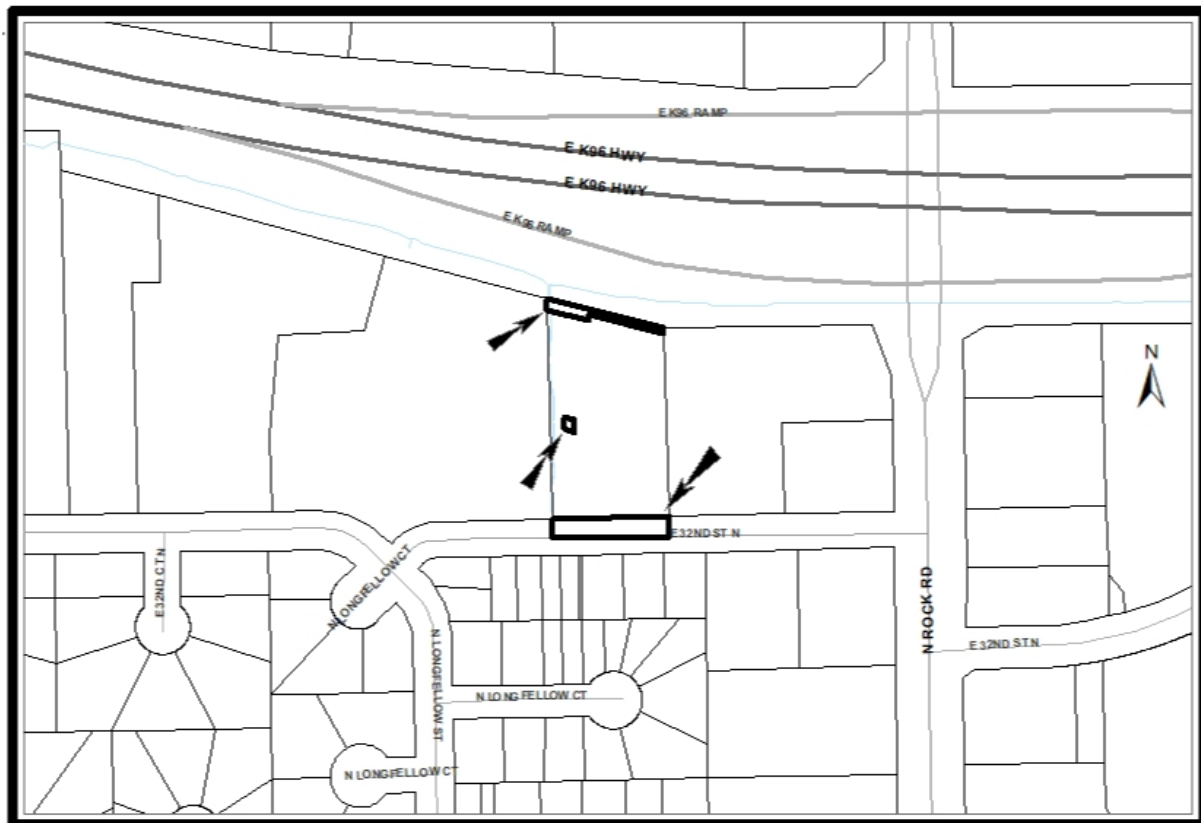 E K96 RAMP
E K96 HWY
E K96 HWY
E K96 RAMP
N
E 32ND ST N
N LONGFELLOW CT
E 32ND CT N
N ROCK RD
E 32ND ST N
N LONGFELLOW ST
N LONGFELLOW CT
N LONGFELLOW CT